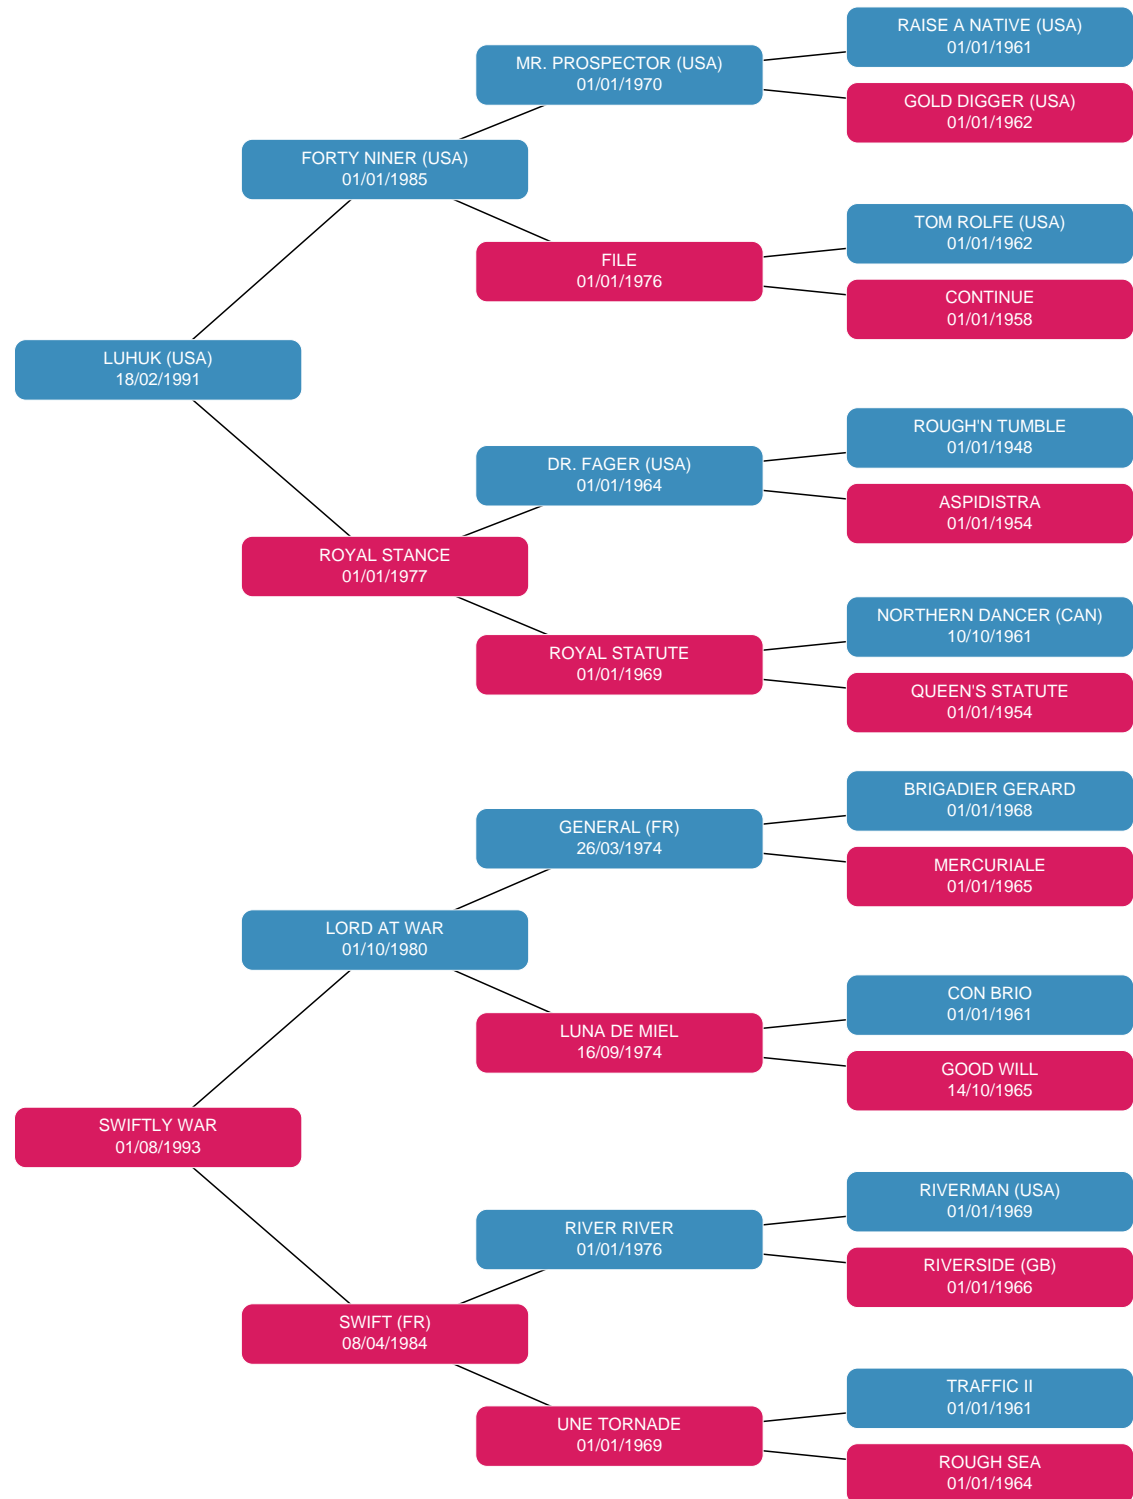 RAISE A NATIVE (USA)
01/01/1961
MR. PROSPECTOR (USA)
01/01/1970
GOLD DIGGER (USA)
01/01/1962
FORTY NINER (USA)
01/01/1985
TOM ROLFE (USA)
01/01/1962
FILE
01/01/1976
CONTINUE
01/01/1958
LUHUK (USA)
18/02/1991
ROUGH'N TUMBLE
01/01/1948
DR. FAGER (USA)
01/01/1964
ASPIDISTRA
01/01/1954
ROYAL STANCE
01/01/1977
NORTHERN DANCER (CAN)
10/10/1961
ROYAL STATUTE
01/01/1969
QUEEN'S STATUTE
01/01/1954
BRIGADIER GERARD
01/01/1968
GENERAL (FR)
26/03/1974
MERCURIALE
01/01/1965
LORD AT WAR
01/10/1980
CON BRIO
01/01/1961
LUNA DE MIEL
16/09/1974
GOOD WILL
14/10/1965
SWIFTLY WAR
01/08/1993
RIVERMAN (USA)
01/01/1969
RIVER RIVER
01/01/1976
RIVERSIDE (GB)
01/01/1966
SWIFT (FR)
08/04/1984
TRAFFIC II
01/01/1961
UNE TORNADE
01/01/1969
ROUGH SEA
01/01/1964